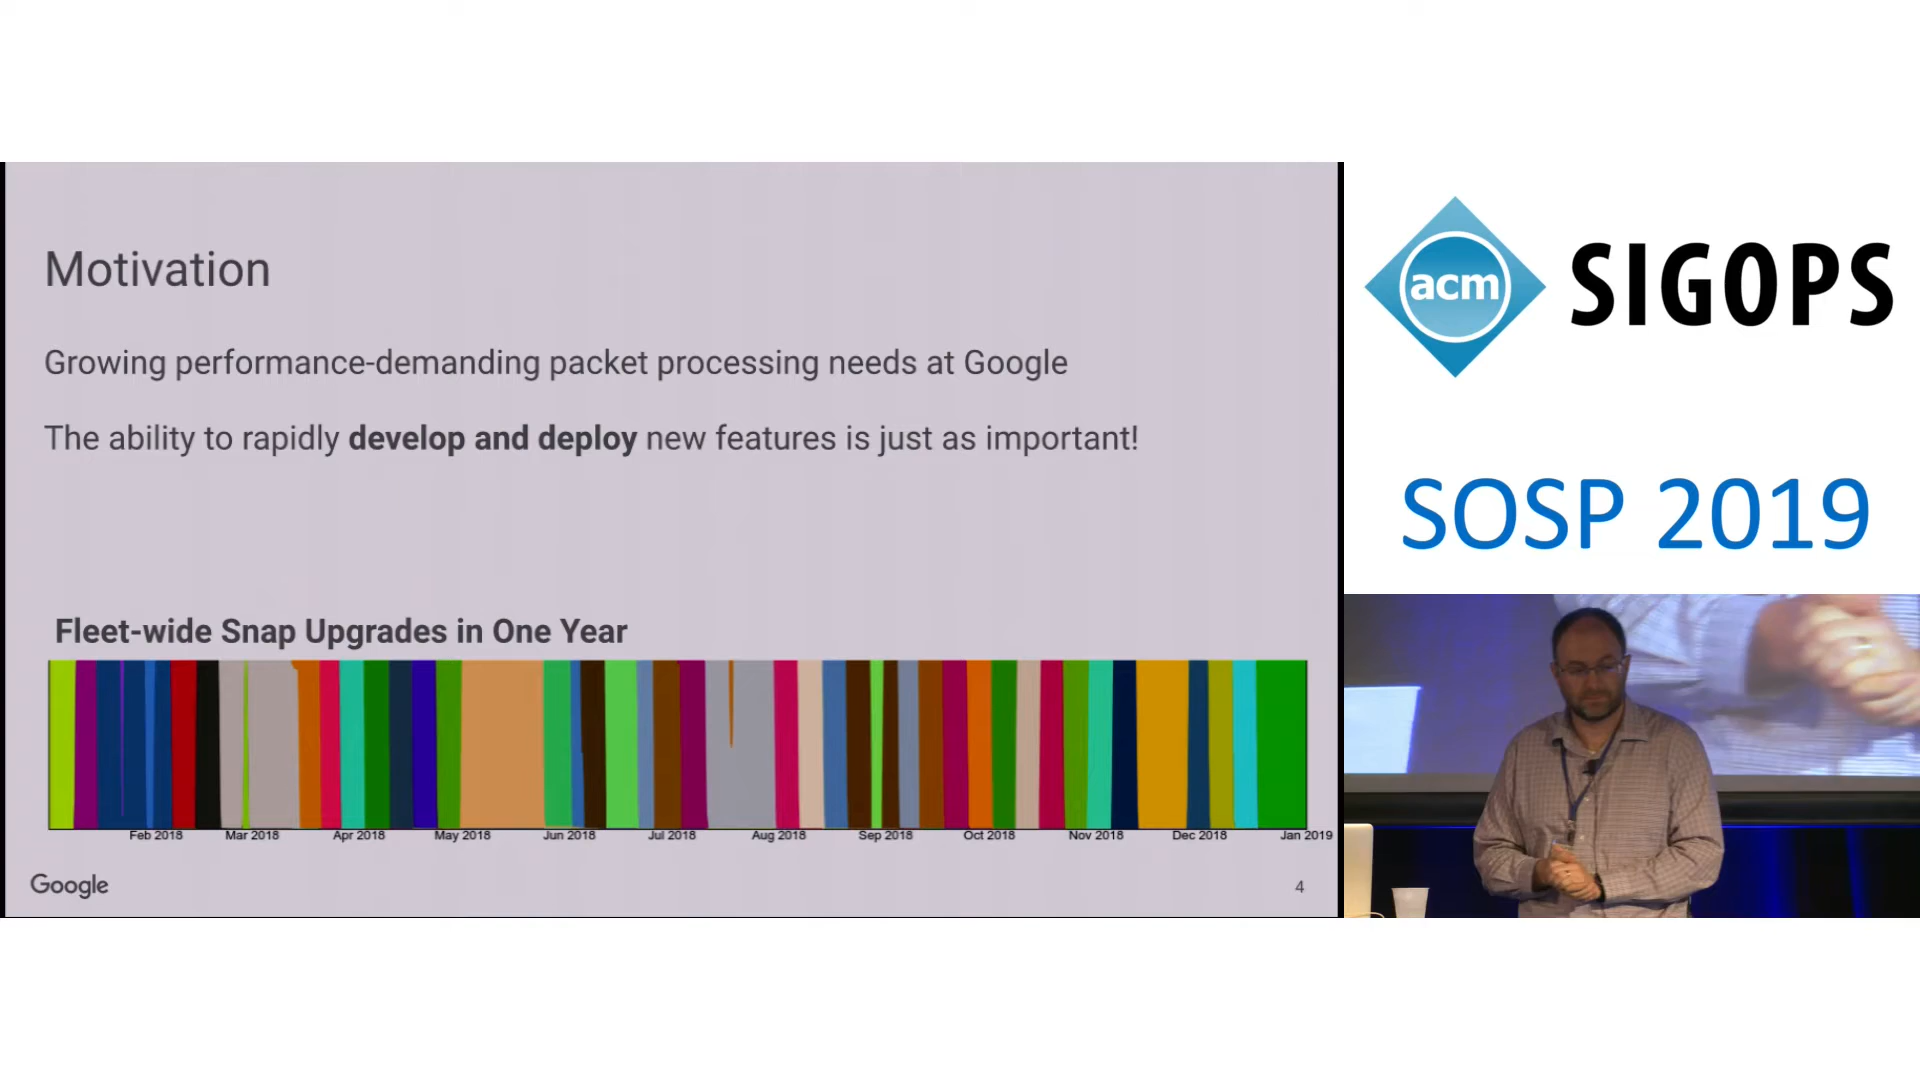 Motivation
Growing performance-demanding packet processing needs at Google
The ability to rapidly develop and deploy new features is just as important!
Fleet-wide Snap Upgrades in One Year
Feb 2018 Mar 2018 Apr 2018 May 2018 Jun 2018 Jul 2018 Aug 2018 Sep 2018 Oct 2018 Nov 2018 Dec 2018 Jan 2019
Google
4
acm SIGOPS
SOSP 2019